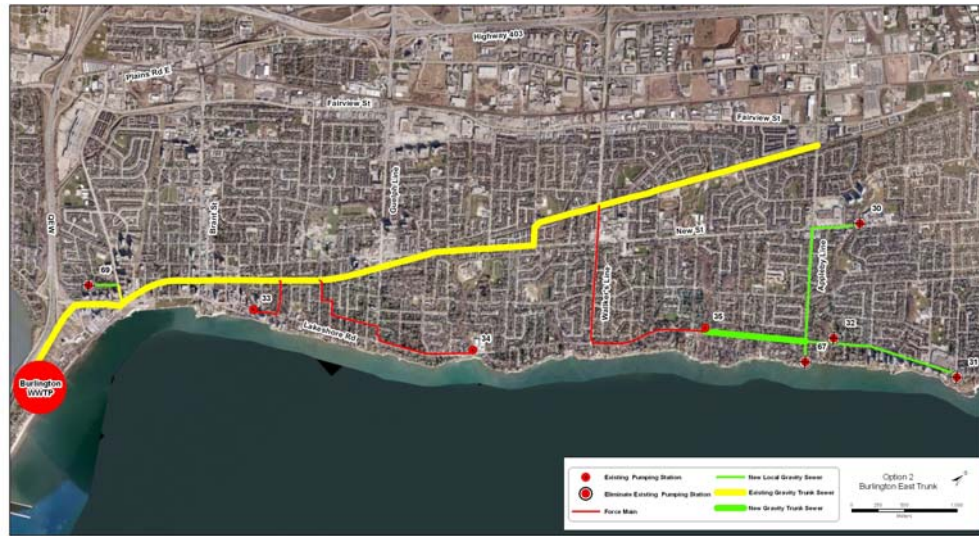 Highway 403
Plains Rd E
Fairview St
Fairview St
QEW
Brant St
Guelph Line
Walker's Line
Appleby Line
New St
Lakeshore Rd
69
33
34
35
30
32
67
31
Burlington
WWTP
Existing Pumping Station
Eliminate Existing Pumping Station
Force Main
New Local Gravity Sewer
Existing Gravity Trunk Sewer
New Gravity Trunk Sewer
Option 2
Burlington East Trunk
Meters